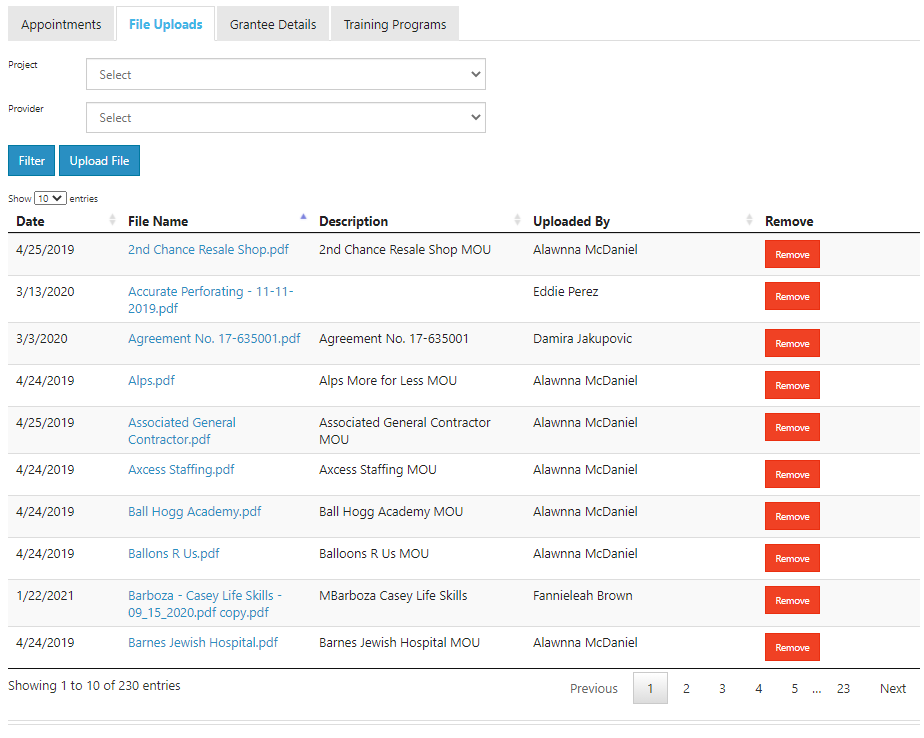 Appointments File Uploads Grantee Details Training Programs
Project Select
Provider Select
Filter Upload File
Show 10 entries
Date File Name Description Uploaded By Remove
4/25/2019 2nd Chance Resale Shop.pdf 2nd Chance Resale Shop MOU Alawnna McDaniel Remove
3/13/2020 Accurate Perforating - 11-11- Eddie Perez Remove
2019.pdf
3/3/2020 Agreement No. 17-635001.pdf Agreement No. 17-635001 Damira Jakupovic Remove
4/24/2019 Alps.pdf Alps More for Less MOU Alawnna McDaniel Remove
4/25/2019 Associated General Associated General Contractor Alawnna McDaniel Remove
Contractor.pdf MOU
4/24/2019 Axcess Staffing.pdf Axcess Staffing MOU Alawnna McDaniel Remove
4/24/2019 Ball Hogg Academy.pdf Ball Hogg Academy MOU Alawnna McDaniel Remove
4/24/2019 Ballons R Us.pdf Balloons R Us MOU Alawnna McDaniel Remove
1/22/2021 Barboza - Casey Life Skills - MBarboza Casey Life Skills Fannieleah Brown Remove
09_15_2020.pdf copy.pdf
4/24/2019 Barnes Jewish Hospital.pdf Barnes Jewish Hospital MOU Alawnna McDaniel Remove
Showing 1 to 10 of 230 entries Previous 1 2 3 4 5 ... 23 Next